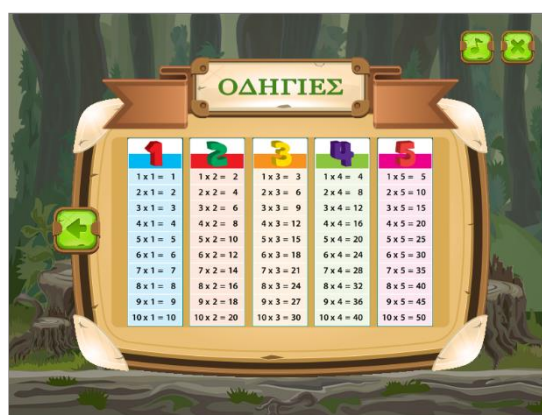 ΟΔΗΓΙΕΣ
1 2 3 4 5
1 x 1 = 1 1 x 2 = 2 1 x 3 = 3 1 x 4 = 4 1 x 5 = 5
2 x 1 = 2 2 x 2 = 4 2 x 3 = 6 2 x 4 = 8 2 x 5 = 10
3 x 1 = 3 3 x 2 = 6 3 x 3 = 9 3 x 4 = 12 3 x 5 = 15
4 x 1 = 4 4 x 2 = 8 4 x 3 = 12 4 x 4 = 16 4 x 5 = 20
5 x 1 = 5 5 x 2 = 10 5 x 3 = 15 5 x 4 = 20 5 x 5 = 25
6 x 1 = 6 6 x 2 = 12 6 x 3 = 18 6 x 4 = 24 6 x 5 = 30
7 x 1 = 7 7 x 2 = 14 7 x 3 = 21 7 x 4 = 28 7 x 5 = 35
8 x 1 = 8 8 x 2 = 16 8 x 3 = 24 8 x 4 = 32 8 x 5 = 40
9 x 1 = 9 9 x 2 = 18 9 x 3 = 27 9 x 4 = 36 9 x 5 = 45
10 x 1 = 10 10 x 2 = 20 10 x 3 = 30 10 x 4 = 40 10 x 5 = 50